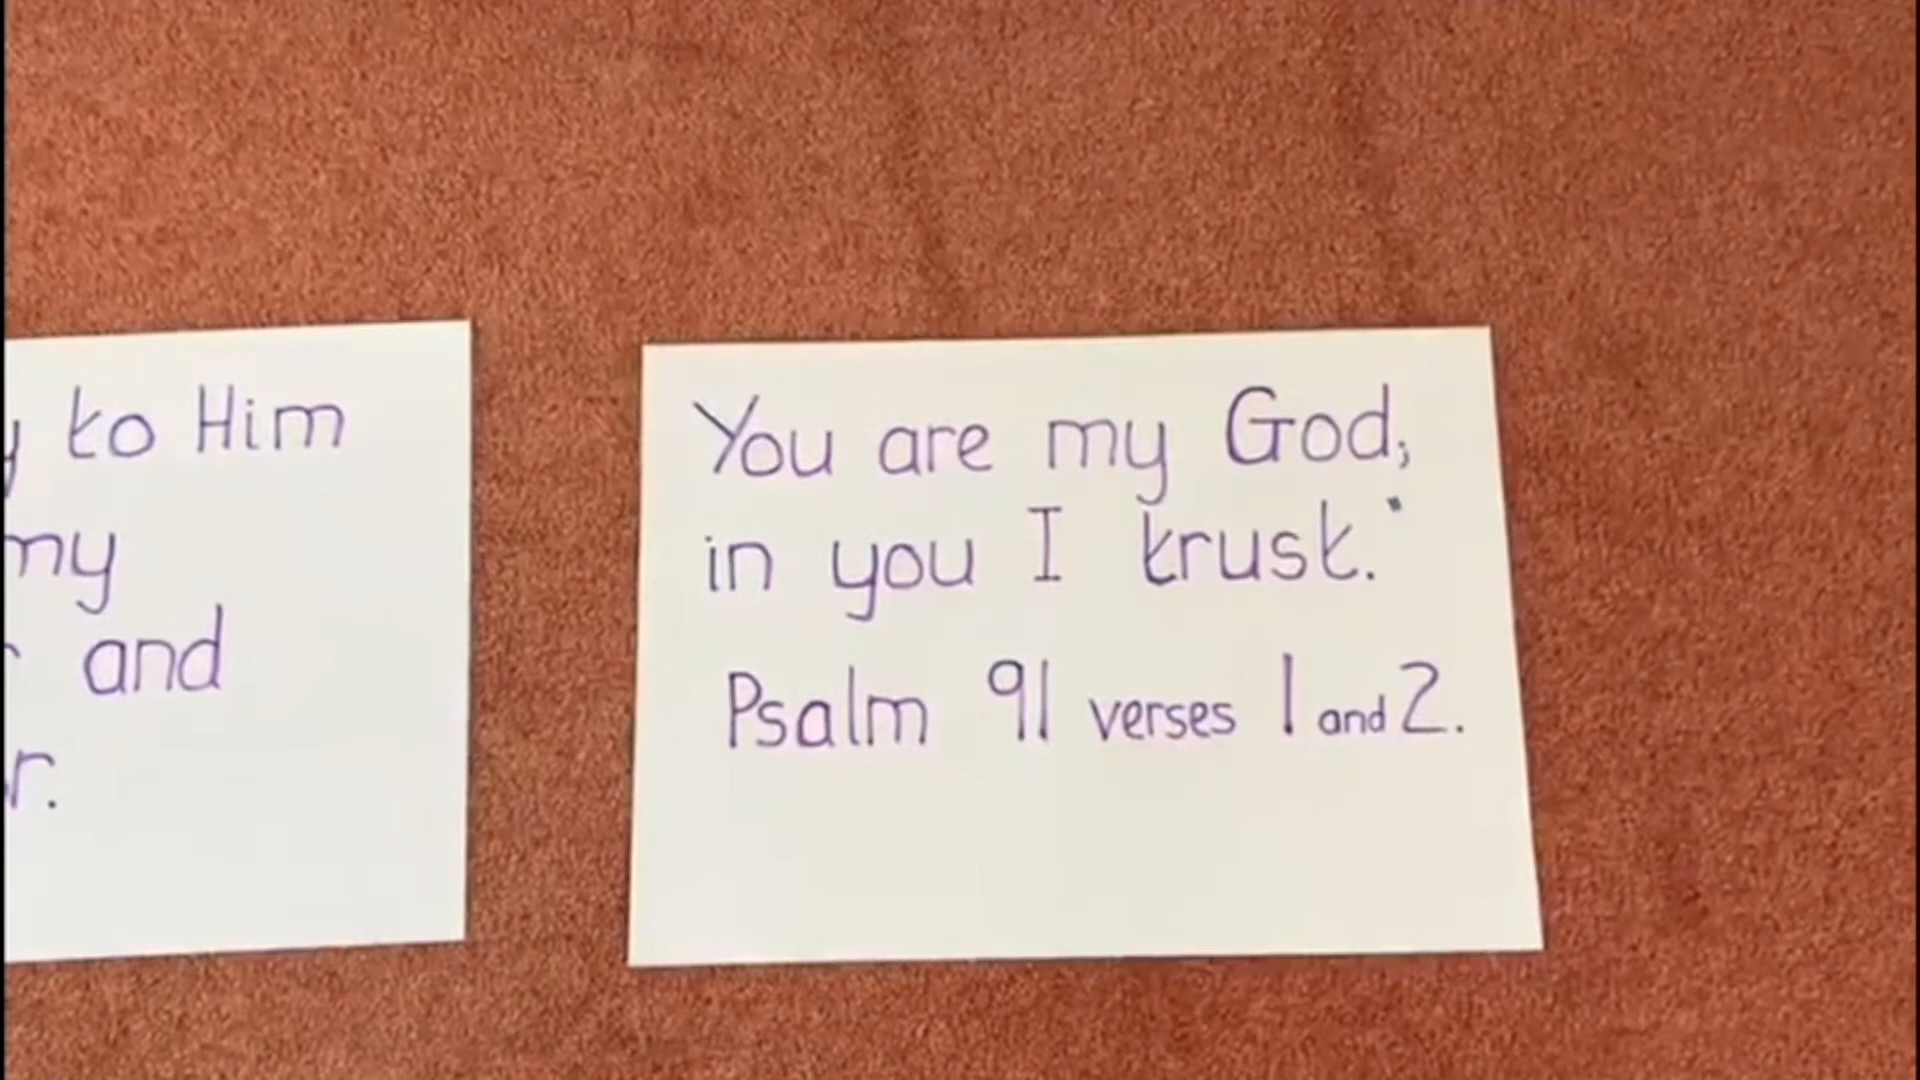 to Him
my
and
You are my God;
in you I trust."
Psalm 91 verses 1 and 2.